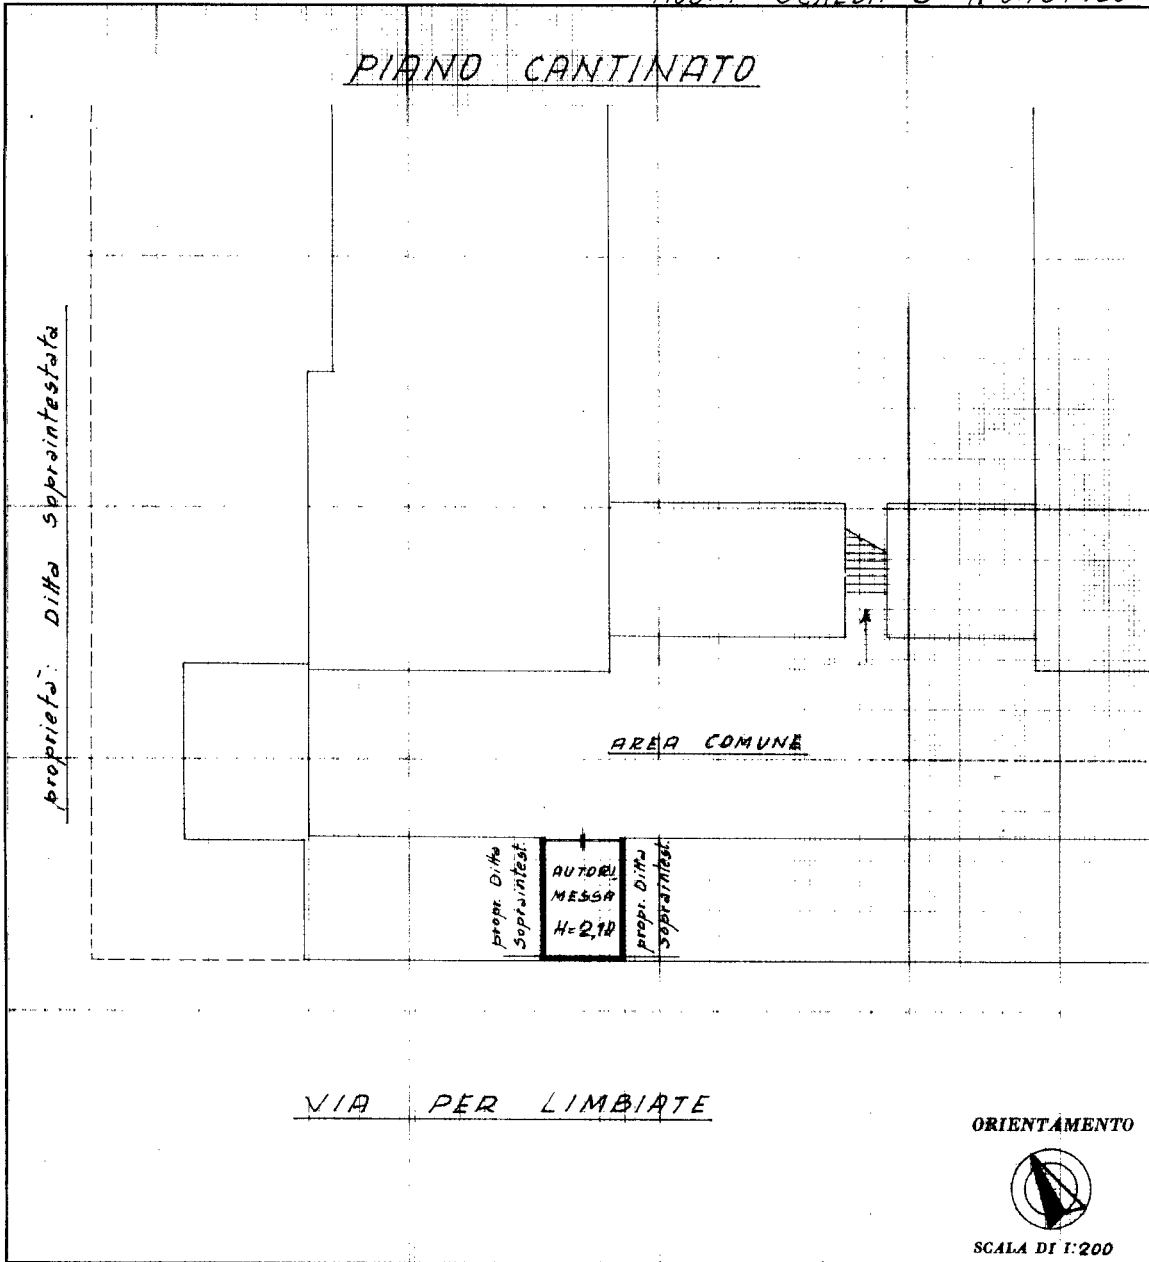 PIANO CANTINATO
proprietà: Ditta sopraintestata
AREA COMUNE
propr. Ditta
sopraintest.
AUTORI
MESSA
H=2,10
propr. Ditta
sopraintest.
VIA PER LIMBIATE
ORIENTAMENTO
SCALA DI 1:200